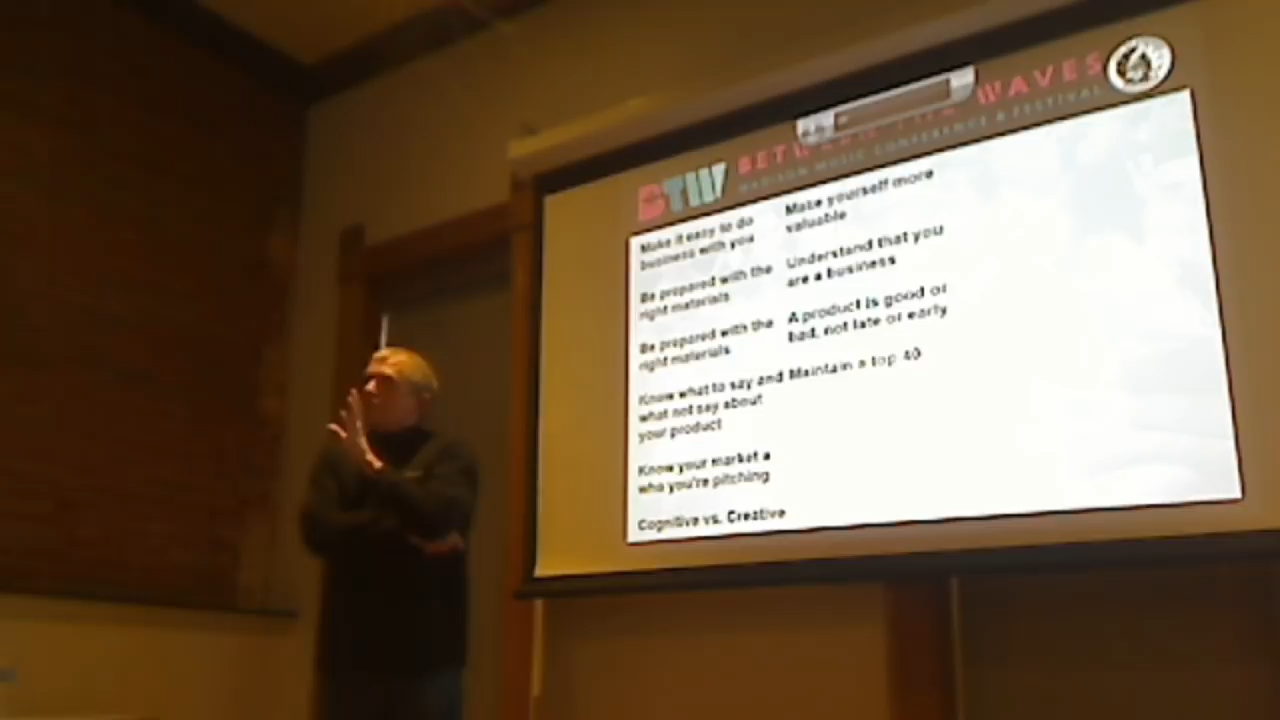 BTW BETWEEN THE WAVES
MADISON MUSIC CONFERENCE & FESTIVAL
Make it easy to do
business with you
Be prepared with the
right materials
Be prepared with the
right materials
Know what to say and
what not say about
your product
Know your market a
who you're pitching
Cognitive vs. Creative
Make yourself more
valuable
Understand that you
are a business
A product is good or
bad, not late or early
Maintain a top 40